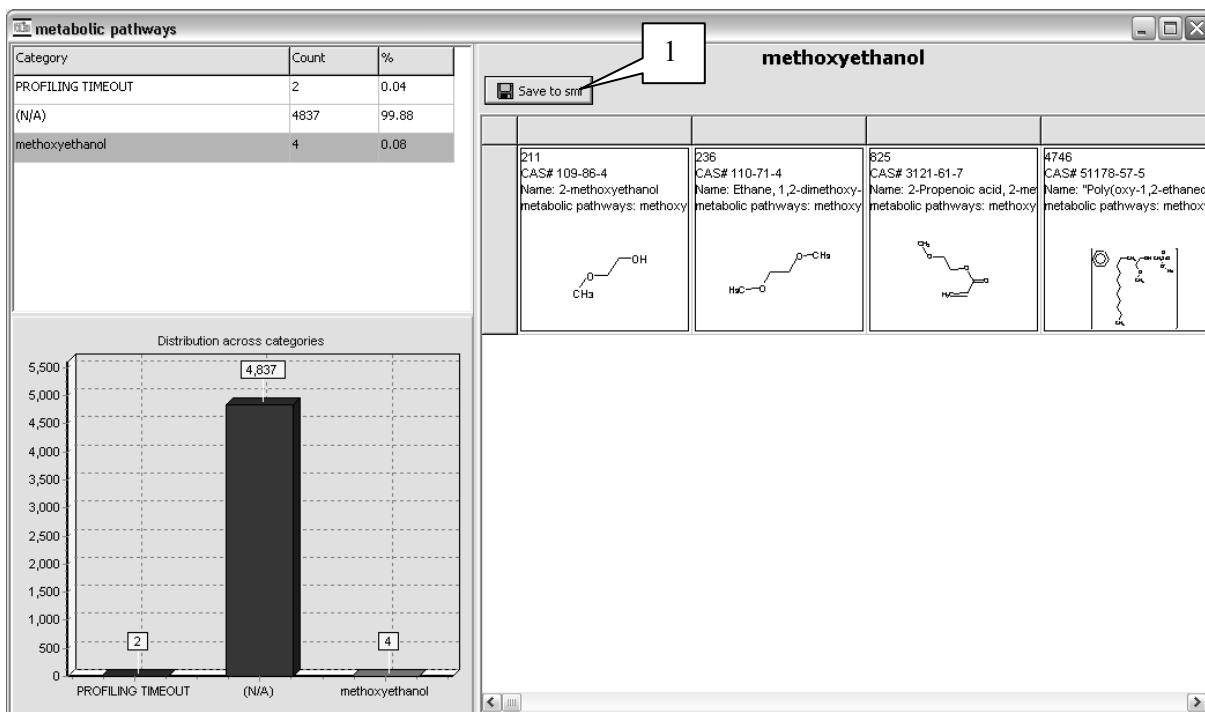 metabolic pathways
Category Count %
PROFILING TIMEOUT 2 0.04
(N/A) 4837 99.88
methoxyethanol 4 0.08
1
methoxyethanol
Save to smi
211
CAS# 109-86-4
Name: 2-methoxyethanol
metabolic pathways: methoxy
OH
O
CH3
236
CAS# 110-71-4
Name: Ethane, 1,2-dimethoxy-
metabolic pathways: methoxy
O-CH3
H3C-O
825
CAS# 3121-61-7
Name: 2-Propenoic acid, 2-me
metabolic pathways: methoxy
4746
CAS# 51178-57-5
Name: "Poly(oxy-1,2-ethaned
metabolic pathways: methox
Distribution across categories
5,500
5,000
4,500
4,000
3,500
3,000
2,500
2,000
1,500
1,000
500
0
2
4,837
4
PROFILING TIMEOUT (N/A) methoxyethanol